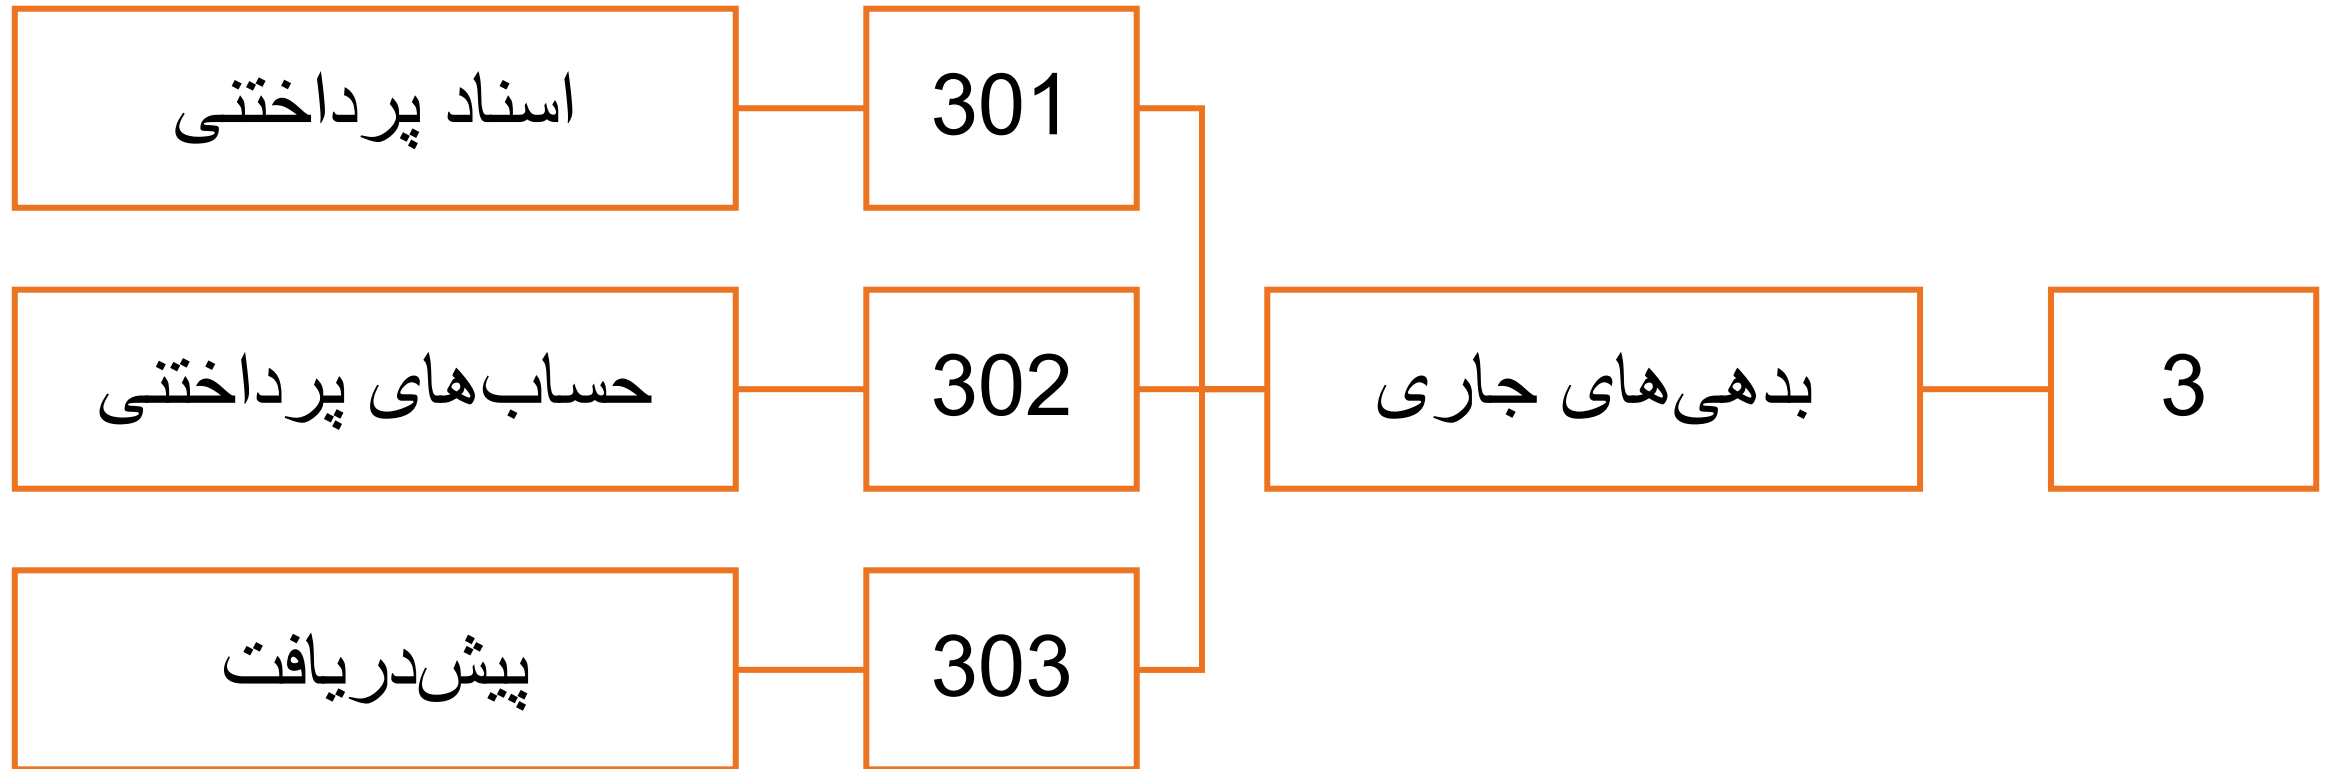 3
بدهی‌های جاری
301
اسناد پرداختنی
302
حساب‌های پرداختنی
303
پیش‌دریافت